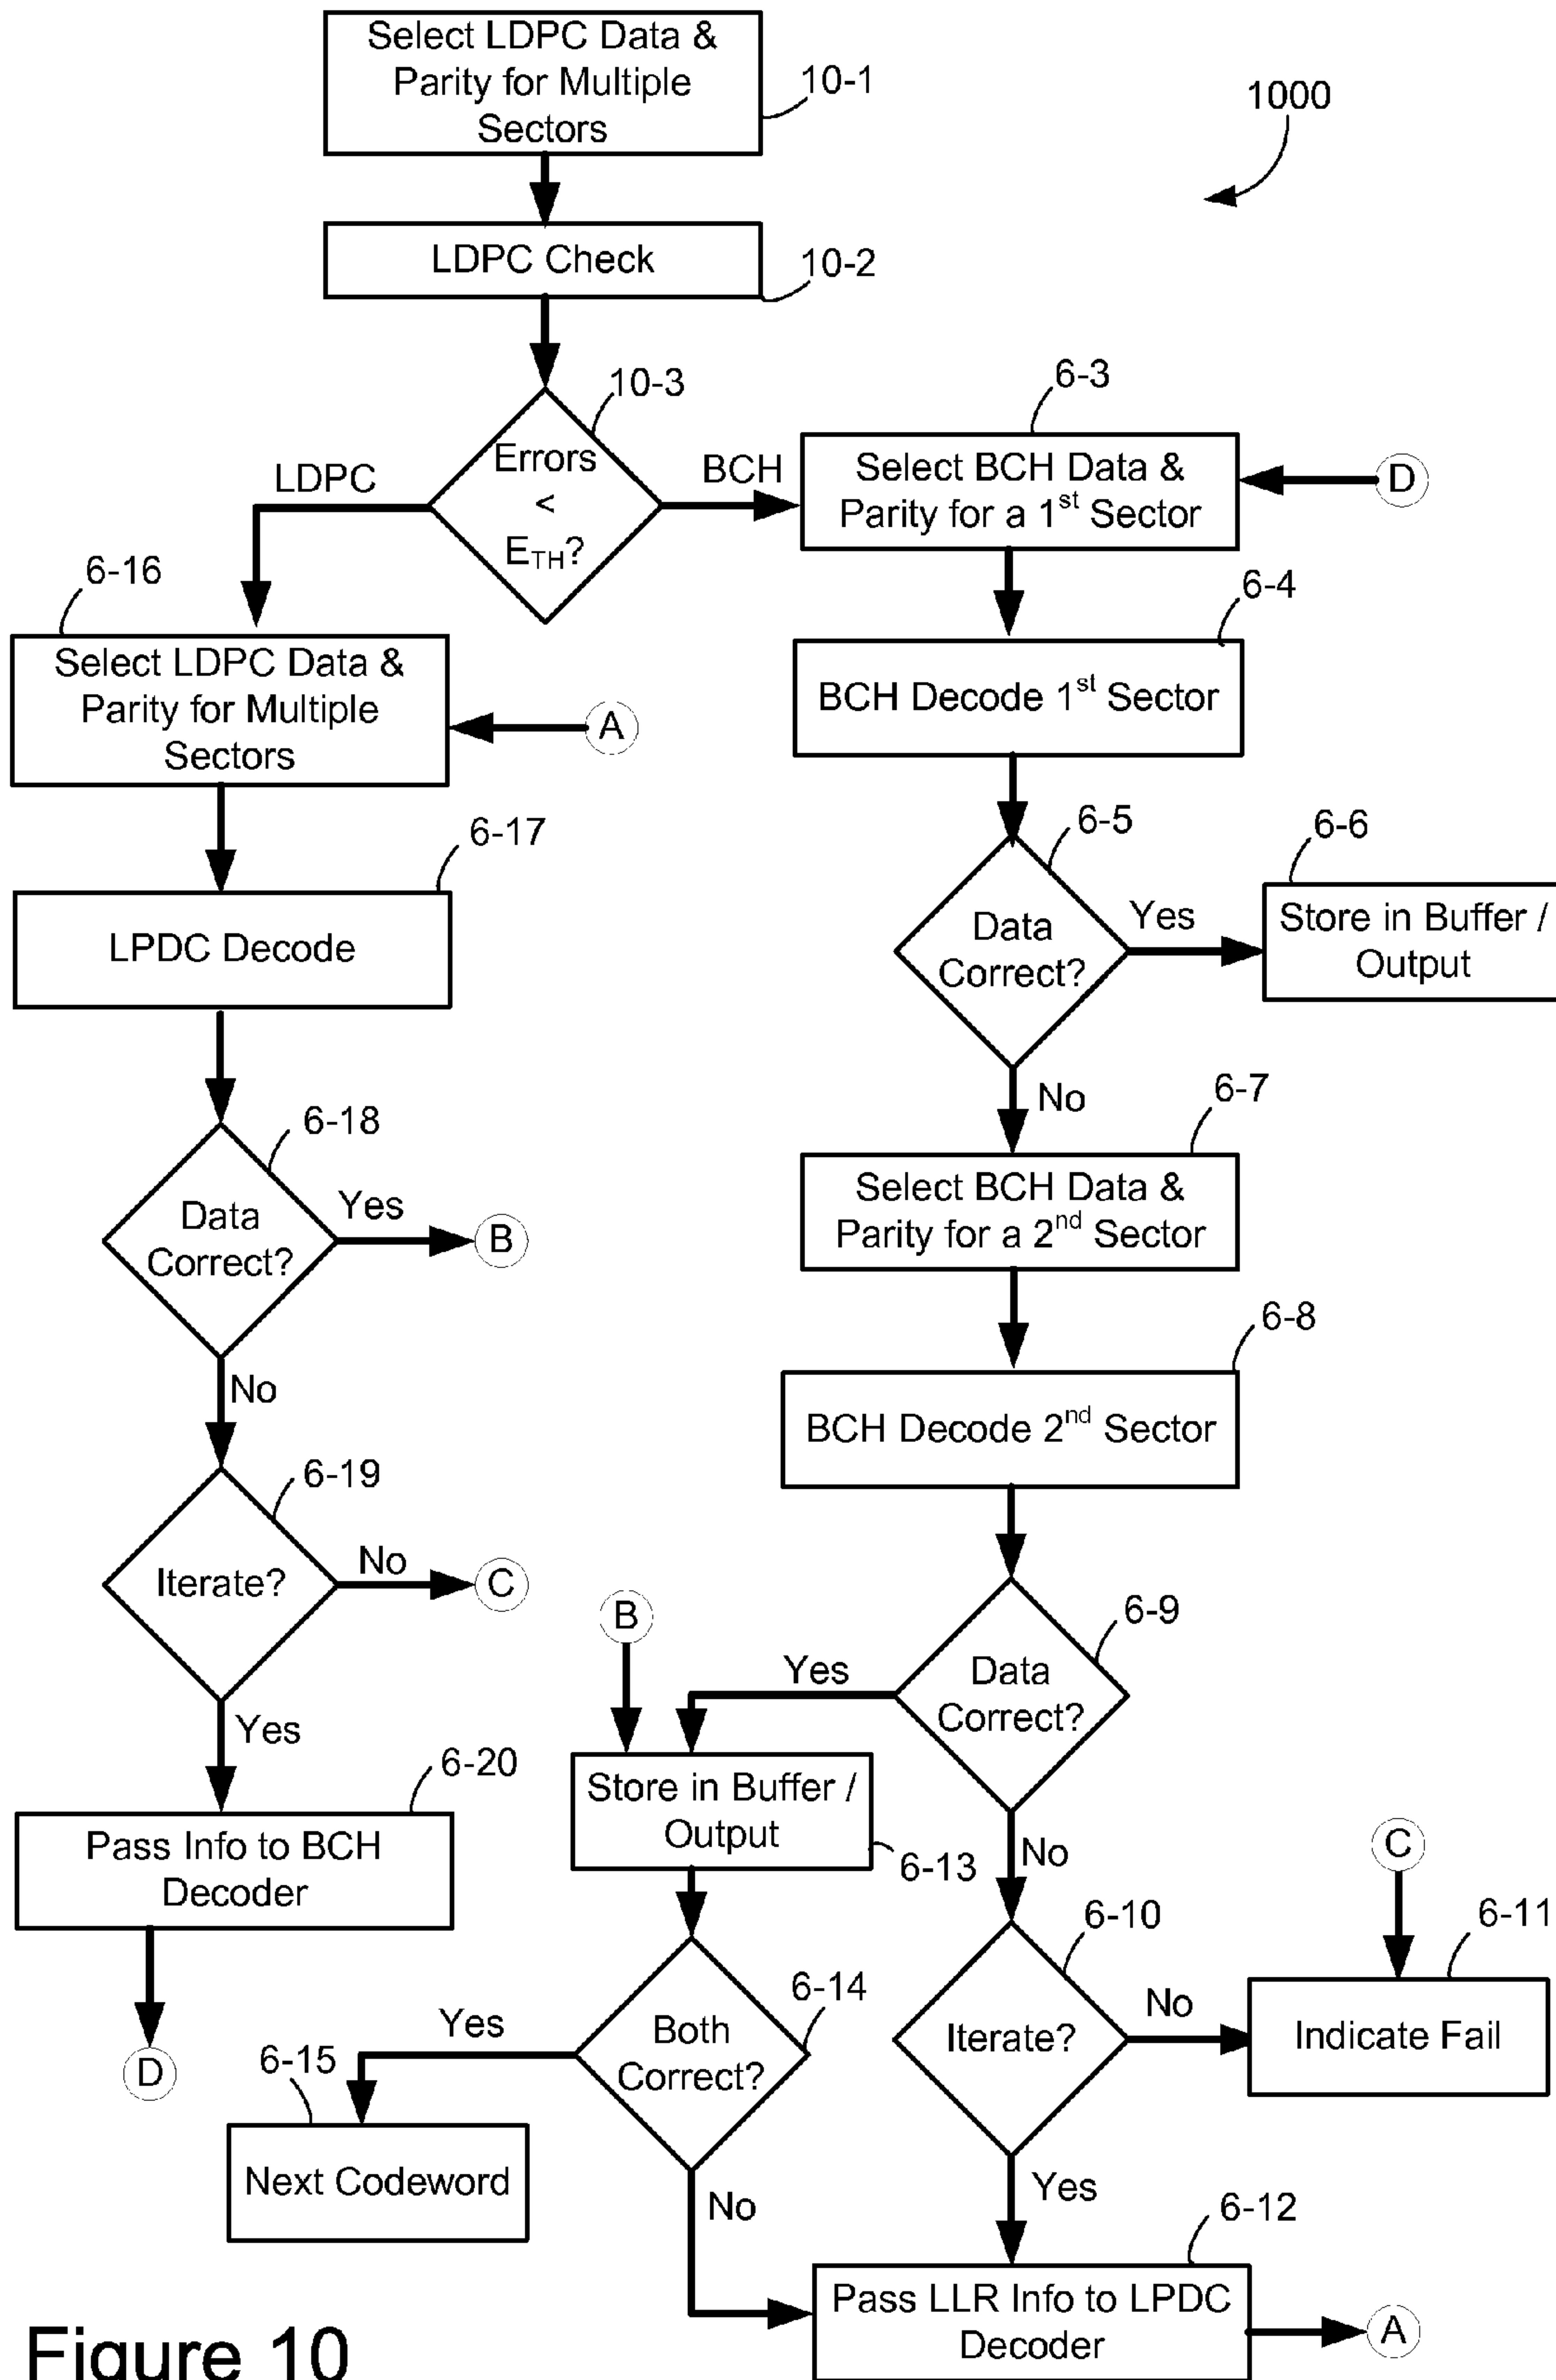 Select LDPC Data &
Parity for Multiple
Sectors
10-1
1000
LDPC Check
10-2
10-3
Errors
<
E_TH?
LDPC
BCH
6-3
Select BCH Data &
Parity for a 1st Sector
D
6-16
Select LDPC Data &
Parity for Multiple
Sectors
A
6-4
BCH Decode 1st Sector
6-17
LPDC Decode
6-5
Data
Correct?
Yes
6-6
Store in Buffer /
Output
No
6-18
Data
Correct?
Yes
B
No
6-7
Select BCH Data &
Parity for a 2nd Sector
6-8
BCH Decode 2nd Sector
6-19
Iterate?
No
C
Yes
6-9
Data
Correct?
Yes
No
B
Store in Buffer /
Output
6-13
6-20
Pass Info to BCH
Decoder
D
6-10
Iterate?
No
Yes
C
6-11
Indicate Fail
6-14
Both
Correct?
Yes
No
6-15
Next Codeword
6-12
Pass LLR Info to LPDC
Decoder
A
Figure 10